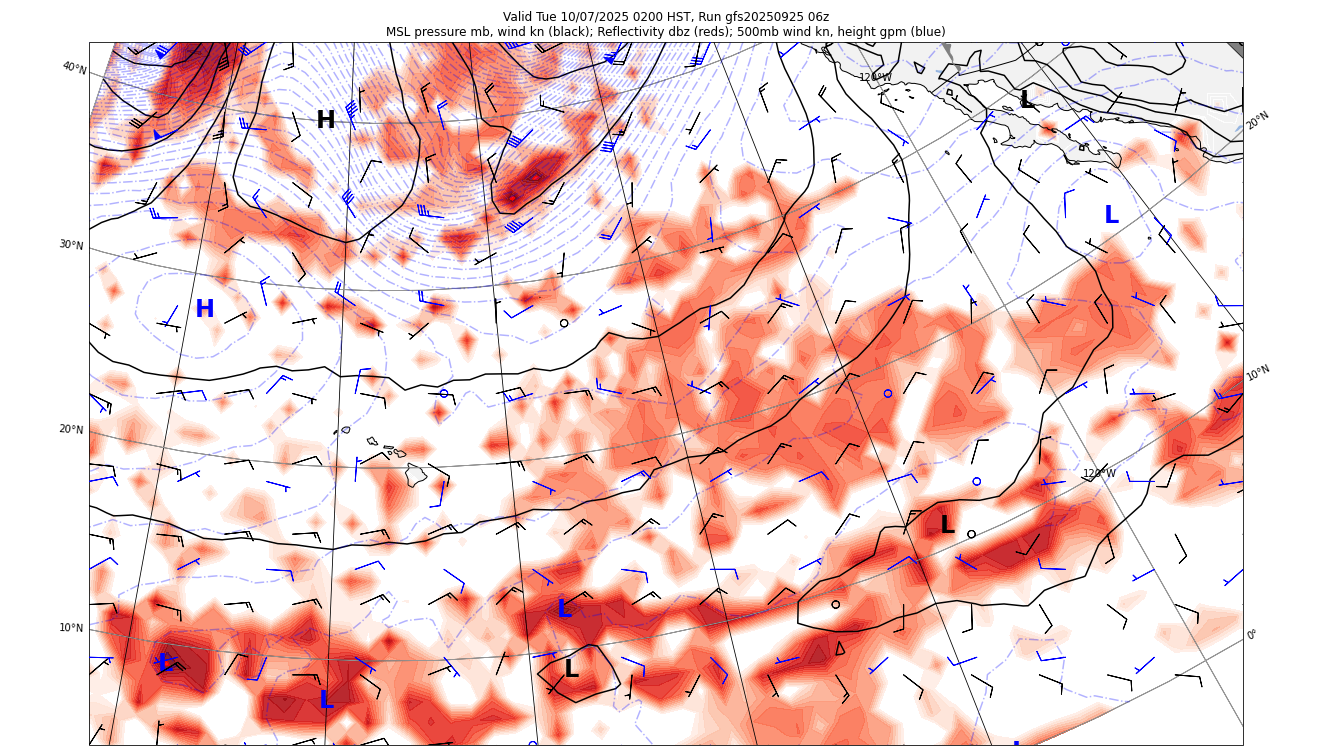 Valid Tue 10/07/2025 0200 HST, Run gfs20250925 06z
MSL pressure mb, wind kn (black); Reflectivity dbz (reds); 500mb wind kn, height gpm (blue)
40°N
120°W
L
20°N
H
L
30°N
H
10°N
20°N
120°W
L
L
10°N
0°
L
L
L
L